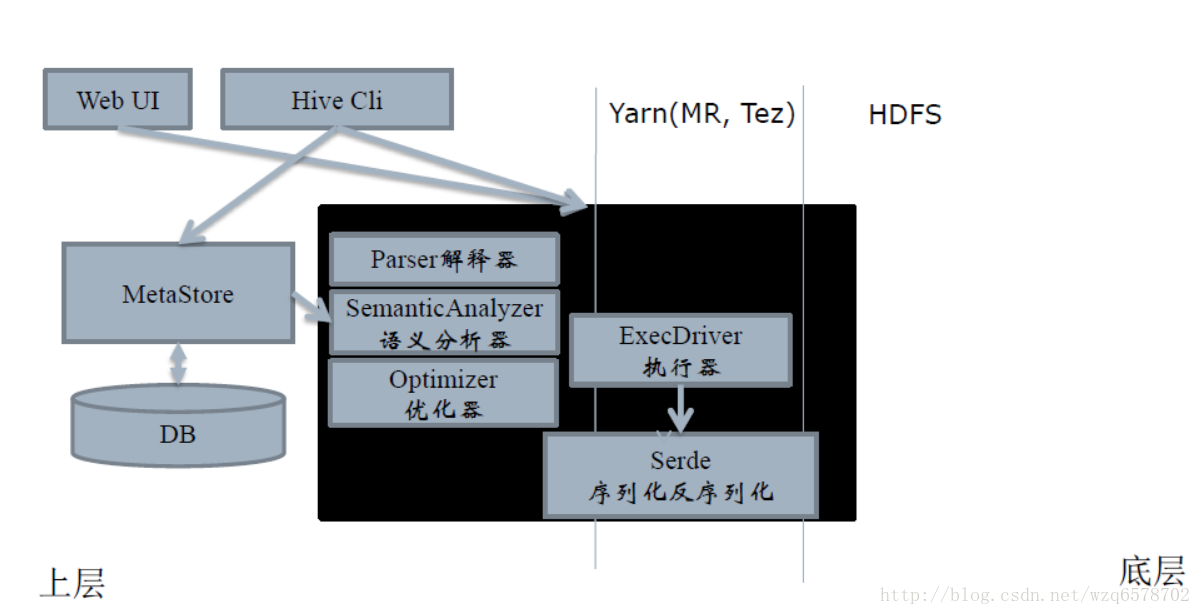 Web UI
Hive Cli
Yarn(MR, Tez)
HDFS
Parser解释器
MetaStore
SemanticAnalyzer
语义分析器
ExecDriver
执行器
Optimizer
优化器
DB
Serde
序列化反序列化
上层
底层
http://blog.csdn.net/wzq6578702